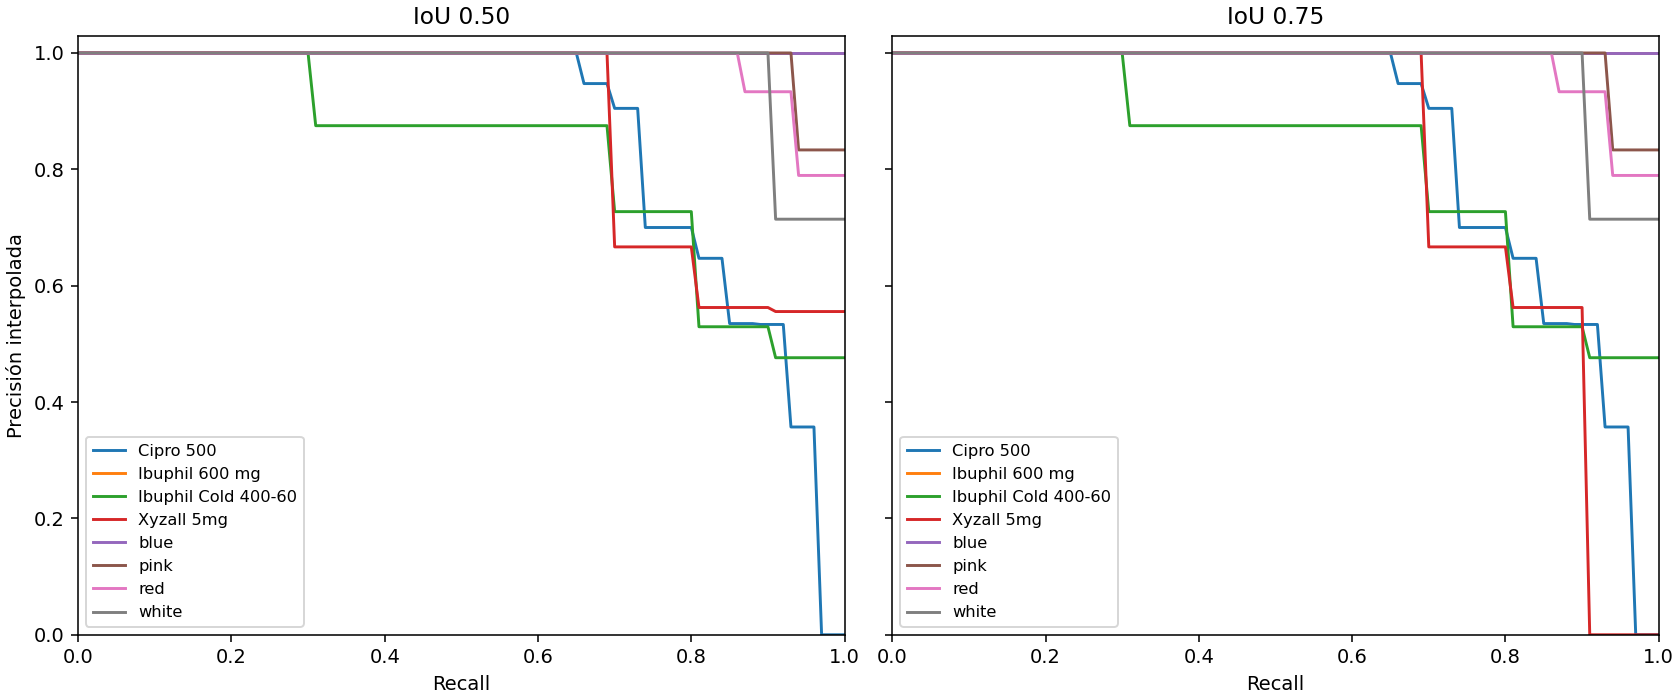 IoU 0.50
1.0
0.8
0.6
0.4
0.2
0.0
Precisión interpolada
Cipro 500
Ibuphil 600 mg
Ibuphil Cold 400-60
Xyzall 5mg
blue
pink
red
white
0.0 0.2 0.4 0.6 0.8 1.0
Recall
IoU 0.75
Cipro 500
Ibuphil 600 mg
Ibuphil Cold 400-60
Xyzall 5mg
blue
pink
red
white
0.0 0.2 0.4 0.6 0.8 1.0
Recall